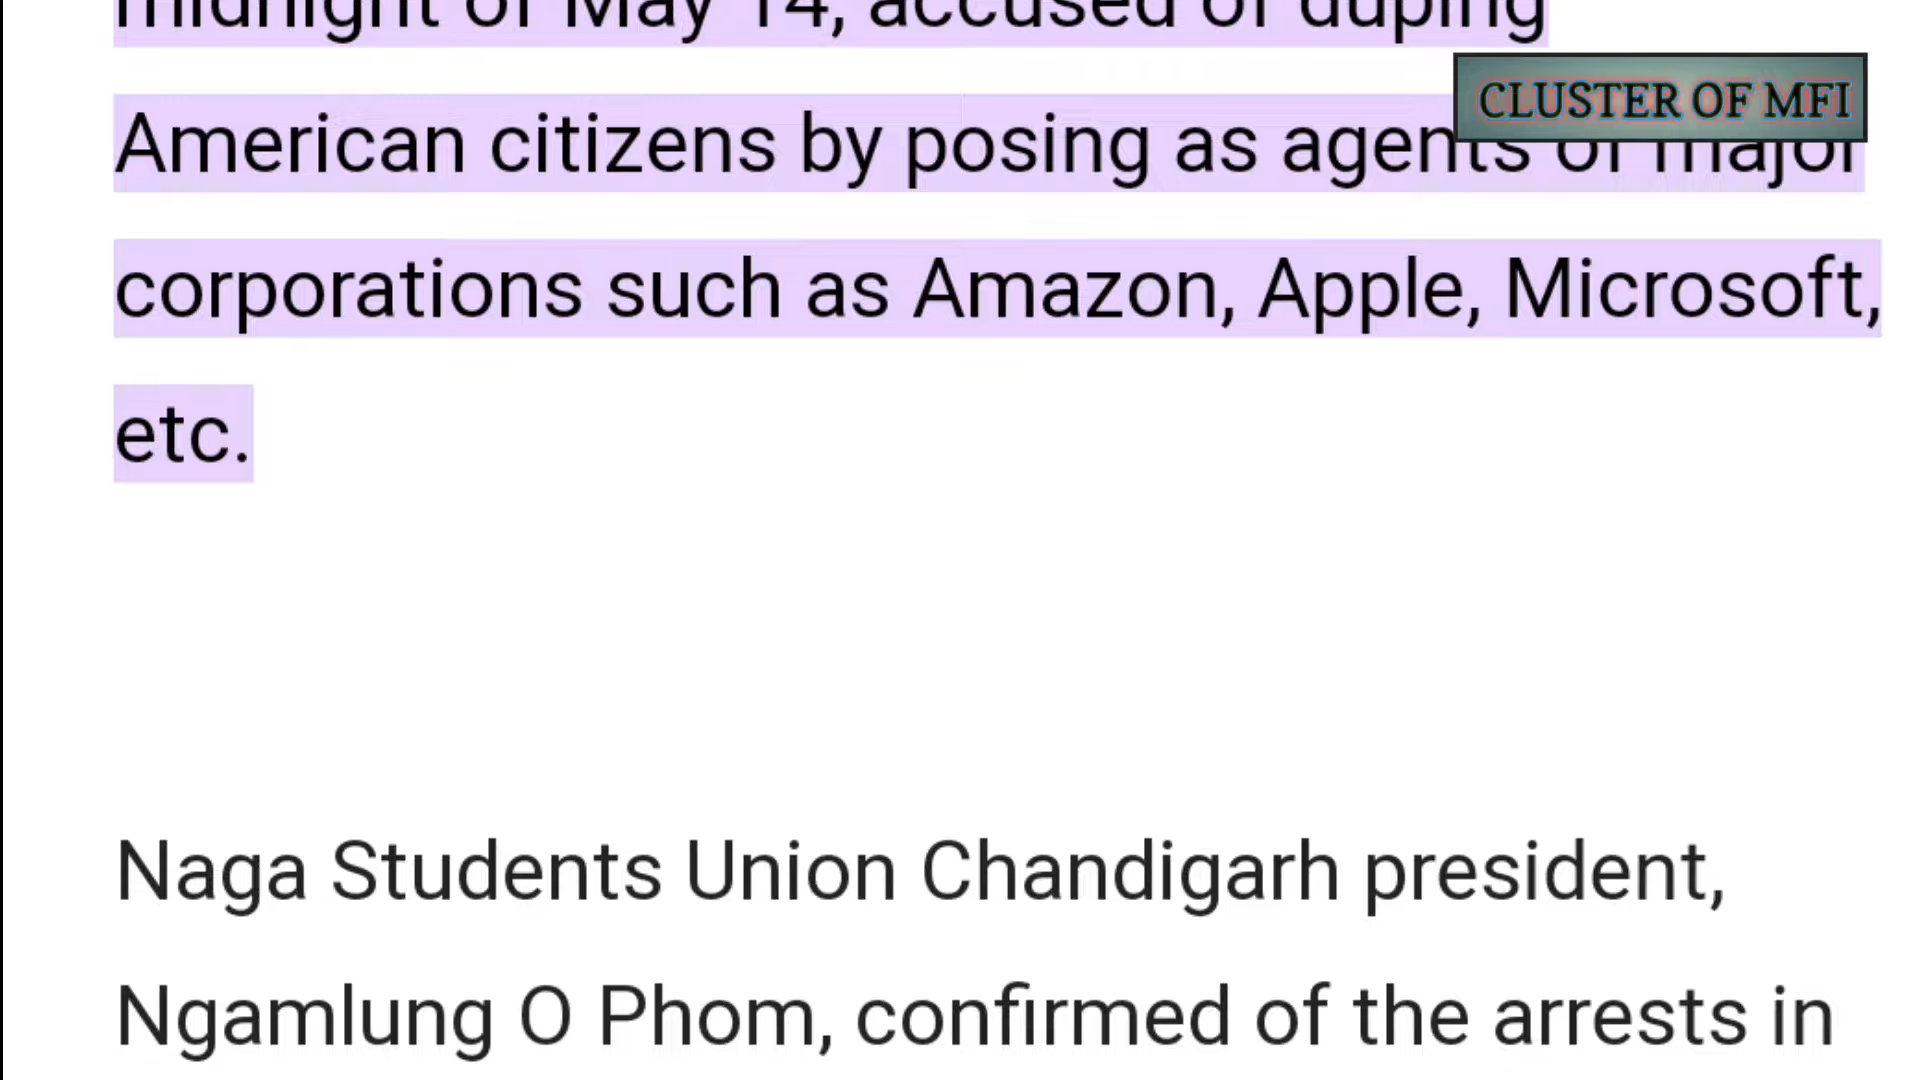 midnight of May 14, accused of duping
CLUSTER OF MFI
American citizens by posing as agents of major
corporations such as Amazon, Apple, Microsoft,
etc.
Naga Students Union Chandigarh president,
Ngamlung O Phom, confirmed of the arrests in